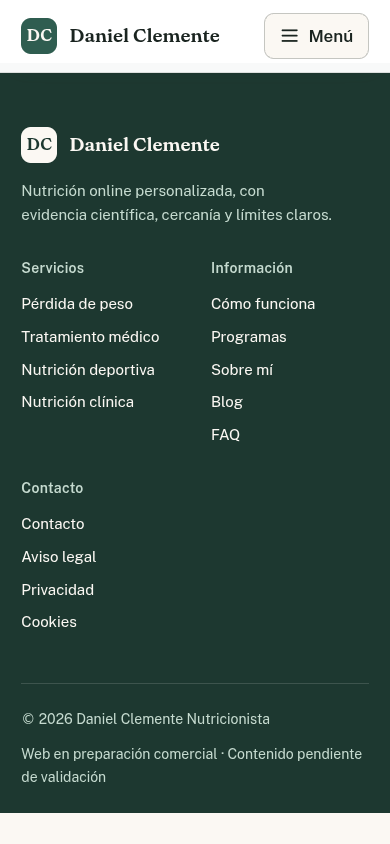 DC Daniel Clemente
Menú
DC Daniel Clemente
Nutrición online personalizada, con
evidencia científica, cercanía y límites claros.
Servicios
Pérdida de peso
Tratamiento médico
Nutrición deportiva
Nutrición clínica
Información
Cómo funciona
Programas
Sobre mí
Blog
FAQ
Contacto
Contacto
Aviso legal
Privacidad
Cookies
© 2026 Daniel Clemente Nutricionista
Web en preparación comercial · Contenido pendiente
de validación